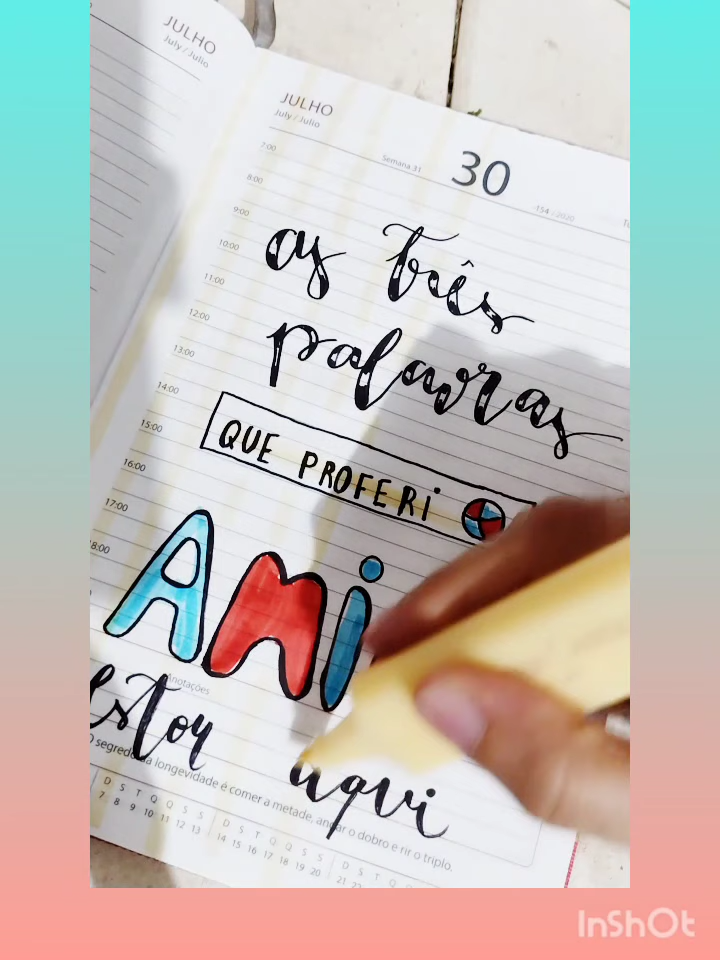 JULHO
July / Julio
JULHO
July / Julio
Semana 31
30
-154 / 2020
7:00
8:00
9:00
10:00
11:00
12:00
13:00
14:00
15:00
16:00
17:00
18:00
as três
palavras
QUE PROFERi
AMi
Anotações
estor aqui
O segredo da longevidade é comer a metade, andar o dobro e rir o triplo.
D S T Q Q S S D S T Q Q S S D S T
7 8 9 10 11 12 13 14 15 16 17 18 19 20 21 22
InShOt